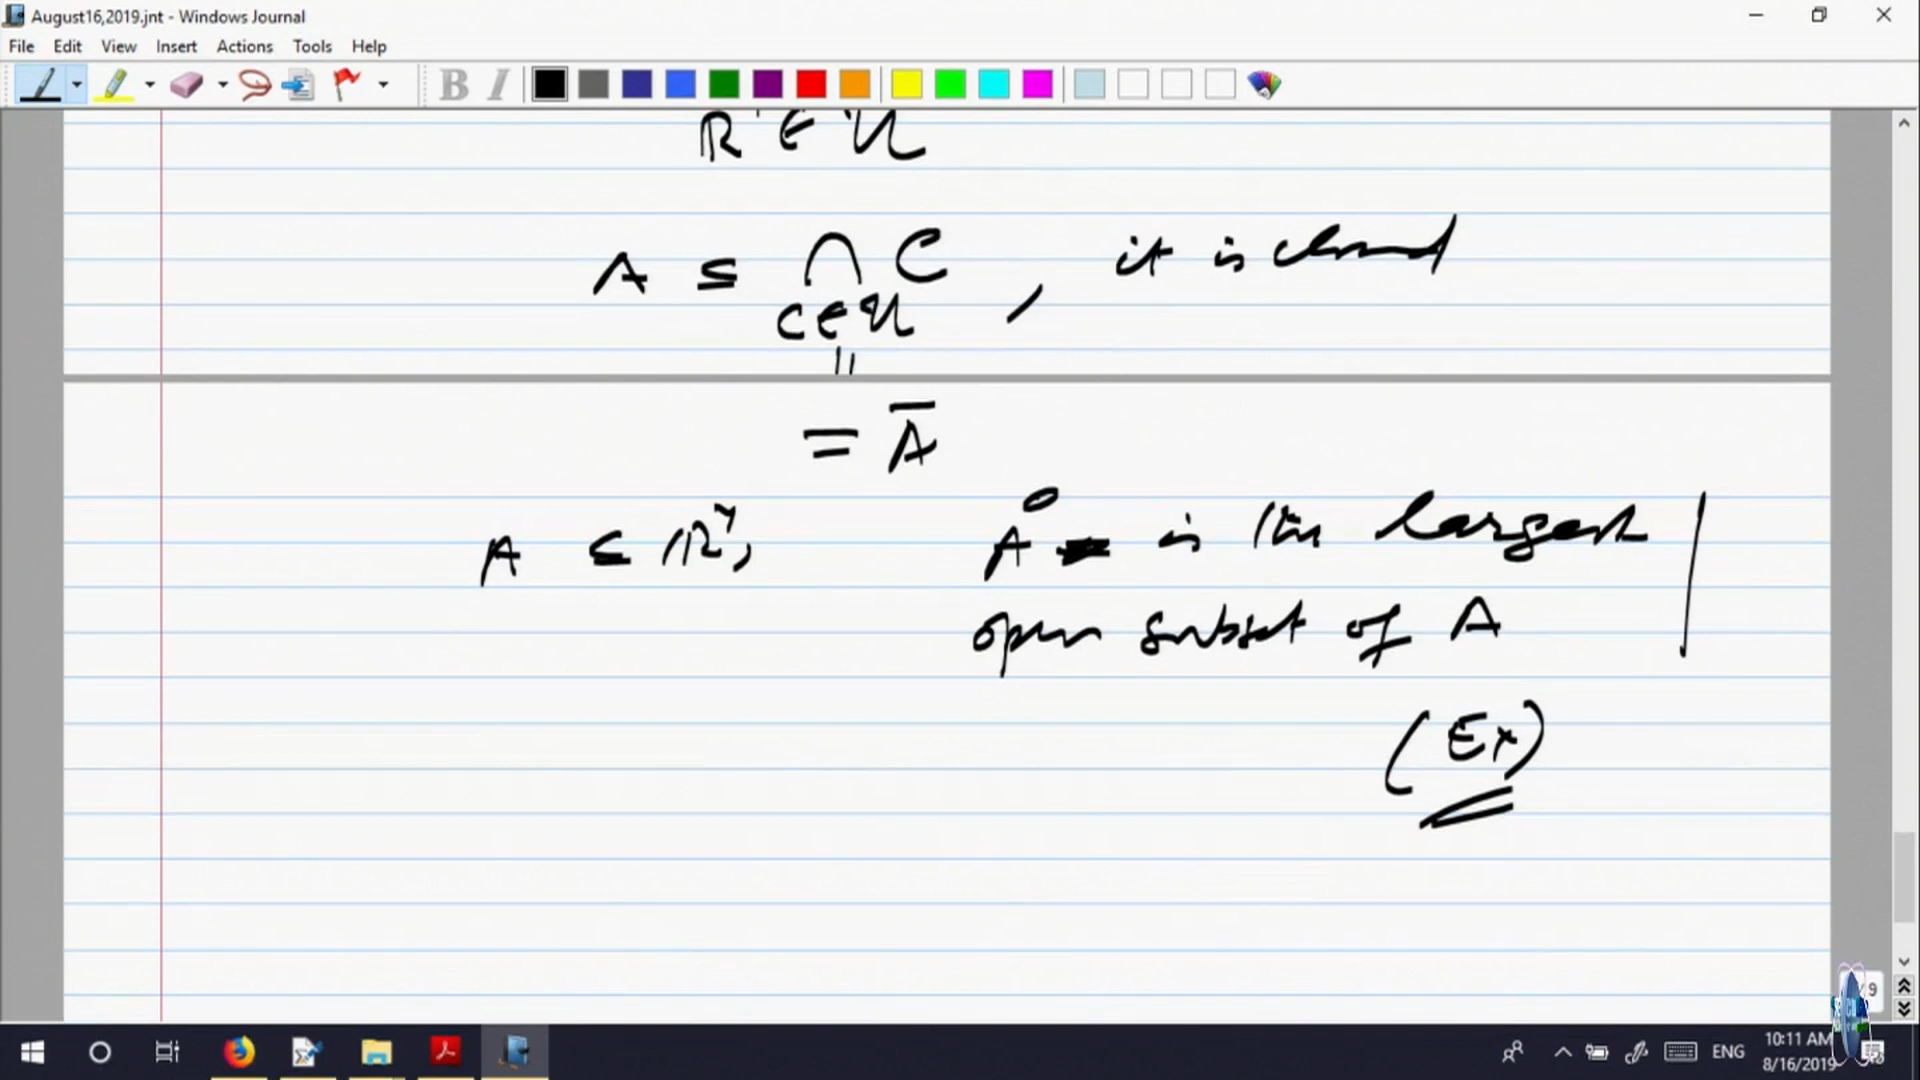 August16,2019.jnt - Windows Journal
File Edit View Insert Actions Tools Help
B I
A ⊆ ∩ C , it is closed
C ∈ 𝒰
||
= A̅
A ⊆ ℝⁿ, A° is the largest
open subset of A
(Ex)
9
ENG
10:11 AM
8/16/2019